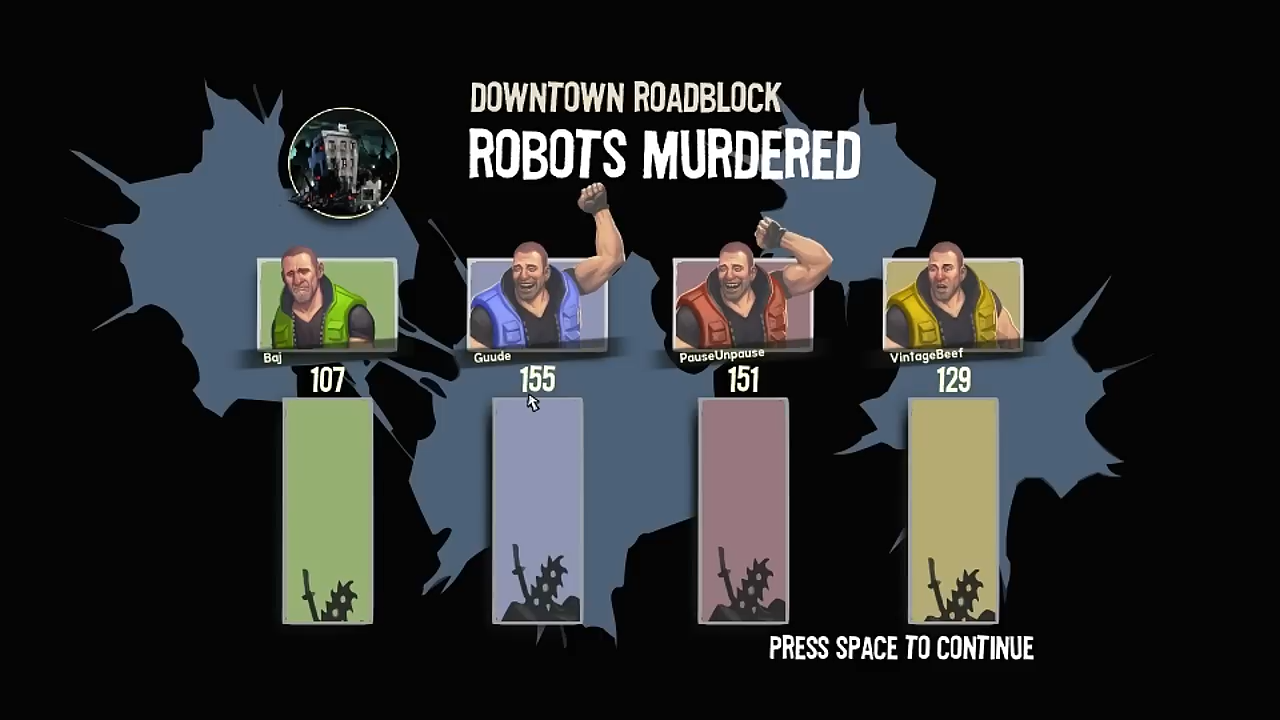 DOWNTOWN ROADBLOCK
ROBOTS MURDERED
Baj
Guude
PauseUnpause
VintageBeef
107
155
151
129
PRESS SPACE TO CONTINUE